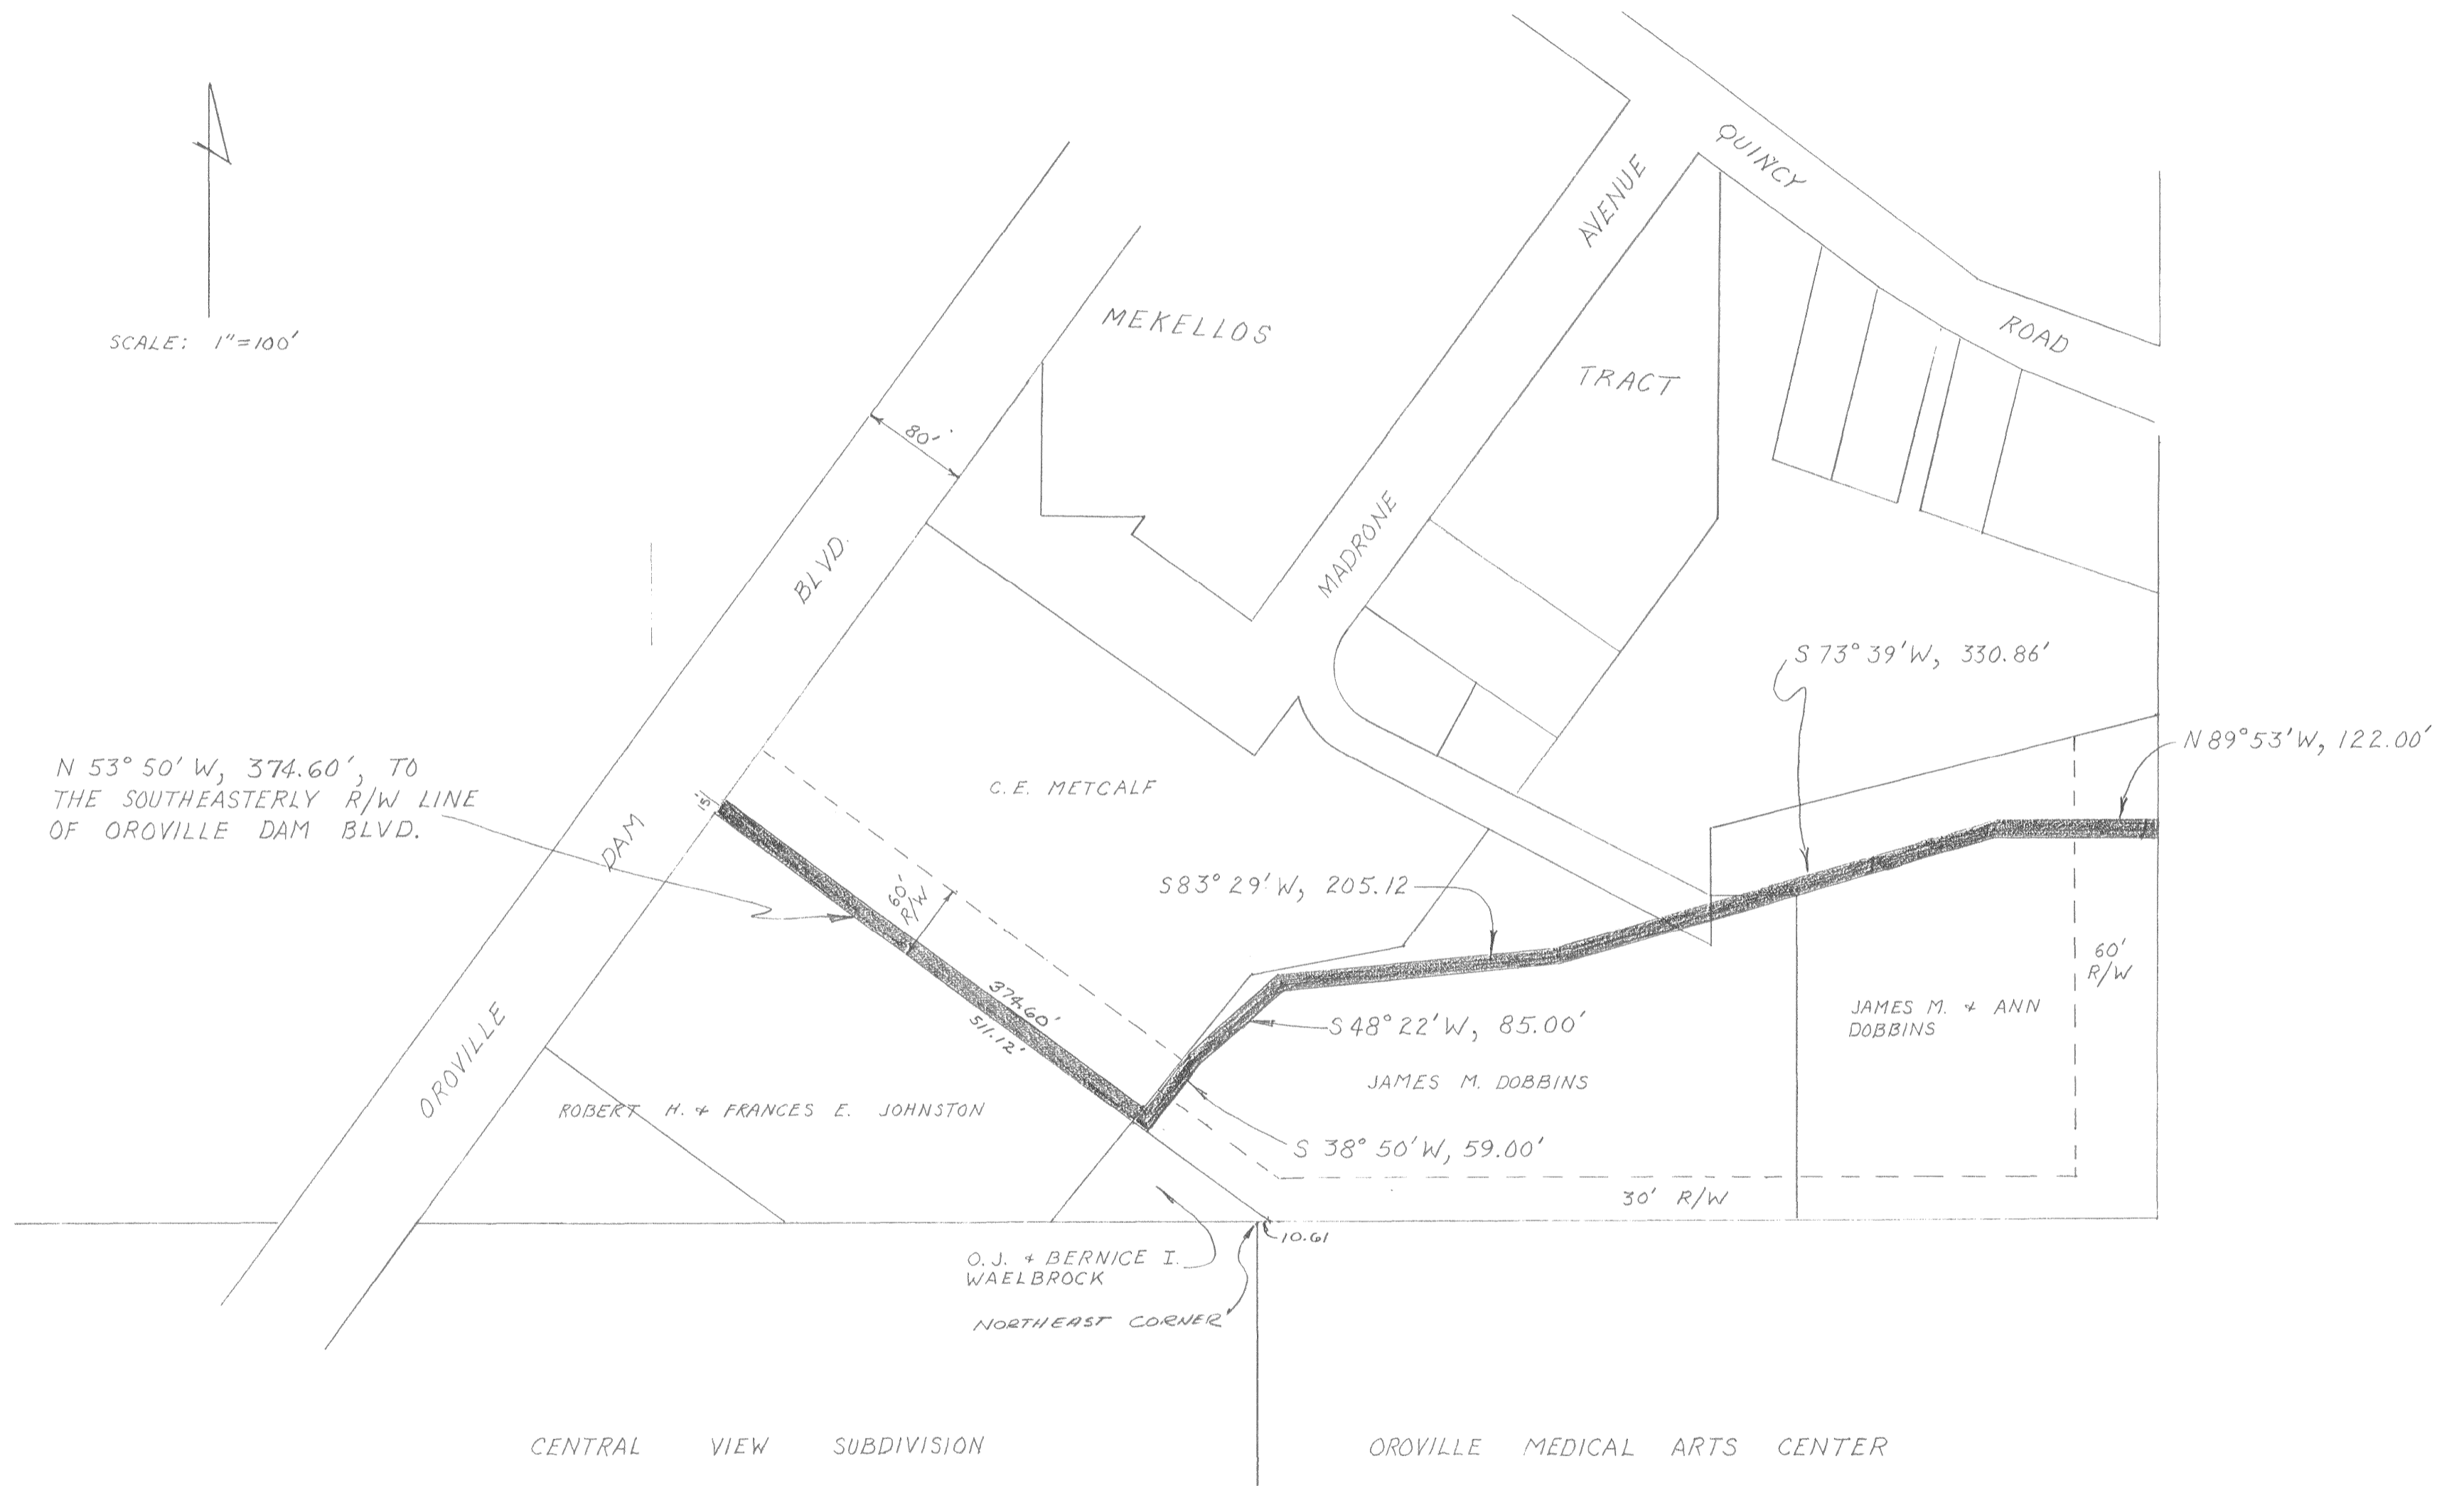 QUINCY
ROAD
AVENUE
MADRONE
SCALE: 1"=100'
MEKELLOS
TRACT
80'
BLVD.
DAM
OROVILLE
S 73° 39' W, 330.86'
N 89° 53' W, 122.00'
N 53° 50' W, 374.60', TO
THE SOUTHEASTERLY R/W LINE
OF OROVILLE DAM BLVD.
15'
C.E. METCALF
60'
R/W
S 83° 29' W, 205.12
374.60'
511.12'
S 48° 22' W, 85.00'
60'
R/W
JAMES M. & ANN
DOBBINS
JAMES M. DOBBINS
ROBERT H. & FRANCES E. JOHNSTON
S 38° 50' W, 59.00'
30' R/W
10.61
O.J. & BERNICE I.
WAELBROCK
NORTHEAST CORNER
CENTRAL VIEW SUBDIVISION
OROVILLE MEDICAL ARTS CENTER